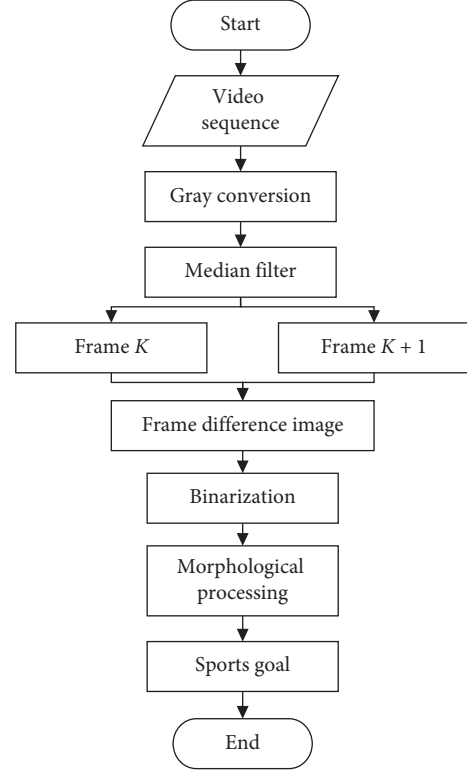 Start
Video
sequence
Gray conversion
Median filter
Frame K
Frame K + 1
Frame difference image
Binarization
Morphological
processing
Sports goal
End